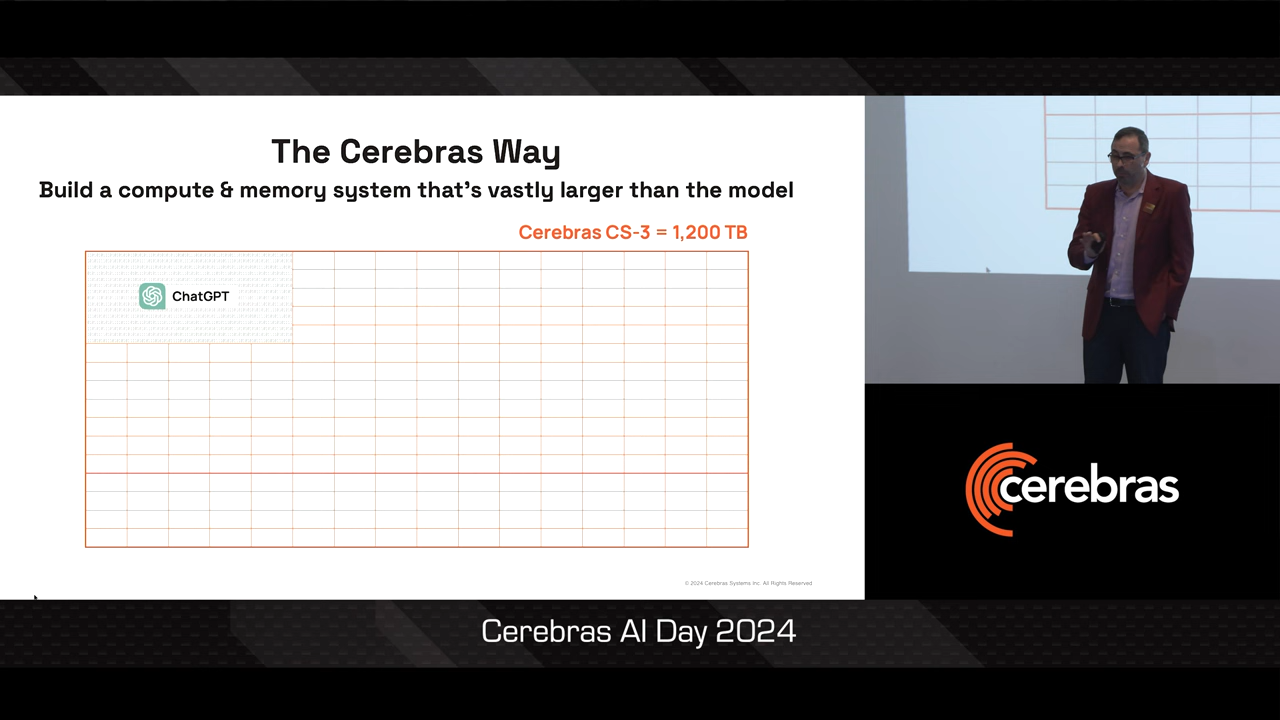 The Cerebras Way
Build a compute & memory system that's vastly larger than the model
Cerebras CS-3 = 1,200 TB
ChatGPT
© 2024 Cerebras Systems Inc. All Rights Reserved
cerebras
Cerebras AI Day 2024